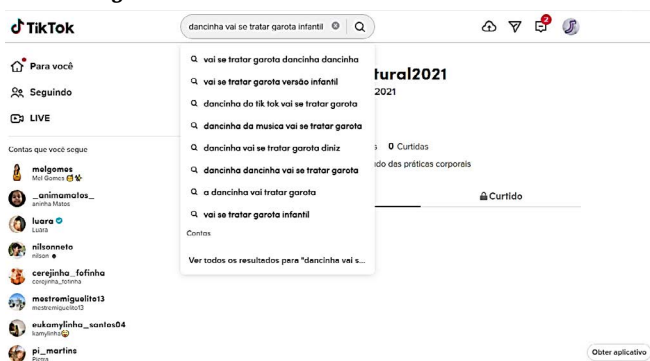 TikTok
dancinha vai se tratar garota infantil
2
Para você
Seguindo
LIVE
Contas que você segue
melgomes
Mel Gomes
_animamatos_
aninha Matos
luara
Luara
nilsonneto
nilson
cerejinha_fofinha
cerejinha_fofinha
mestremiguelito13
mestremiguelito13
eukamylinha_santos04
kamylinha
pi_martins
Pietra
vai se tratar garota dancinha dancinha
vai se tratar garota versão infantil
dancinha do tik tok vai se tratar garota
dancinha da musica vai se tratar garota
dancinha vai se tratar garota diniz
dancinha dancinha vai se tratar garota
a dancinha vai tratar garota
vai se tratar garota infantil
Contas
Ver todos os resultados para "dancinha vai s...
tural2021
2021
s 0 Curtidas
do das práticas corporais
Curtido
Obter aplicativo